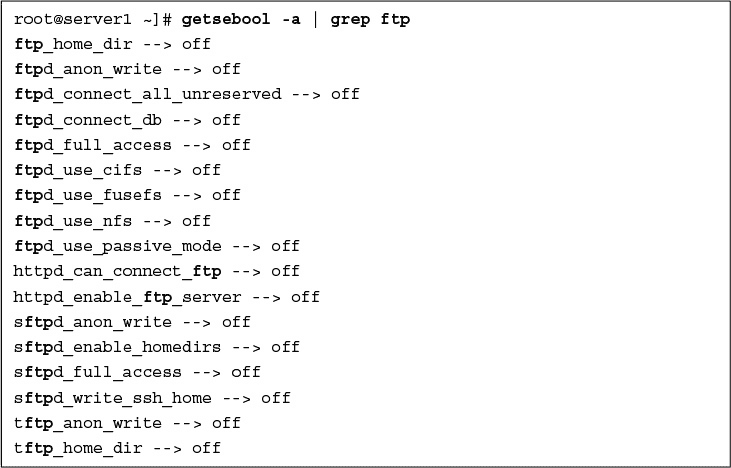 root@server1 ~]# getsebool -a | grep ftp
ftp_home_dir --> off
ftpd_anon_write --> off
ftpd_connect_all_unreserved --> off
ftpd_connect_db --> off
ftpd_full_access --> off
ftpd_use_cifs --> off
ftpd_use_fusefs --> off
ftpd_use_nfs --> off
ftpd_use_passive_mode --> off
httpd_can_connect_ftp --> off
httpd_enable_ftp_server --> off
sftpd_anon_write --> off
sftpd_enable_homedirs --> off
sftpd_full_access --> off
sftpd_write_ssh_home --> off
tftp_anon_write --> off
tftp_home_dir --> off